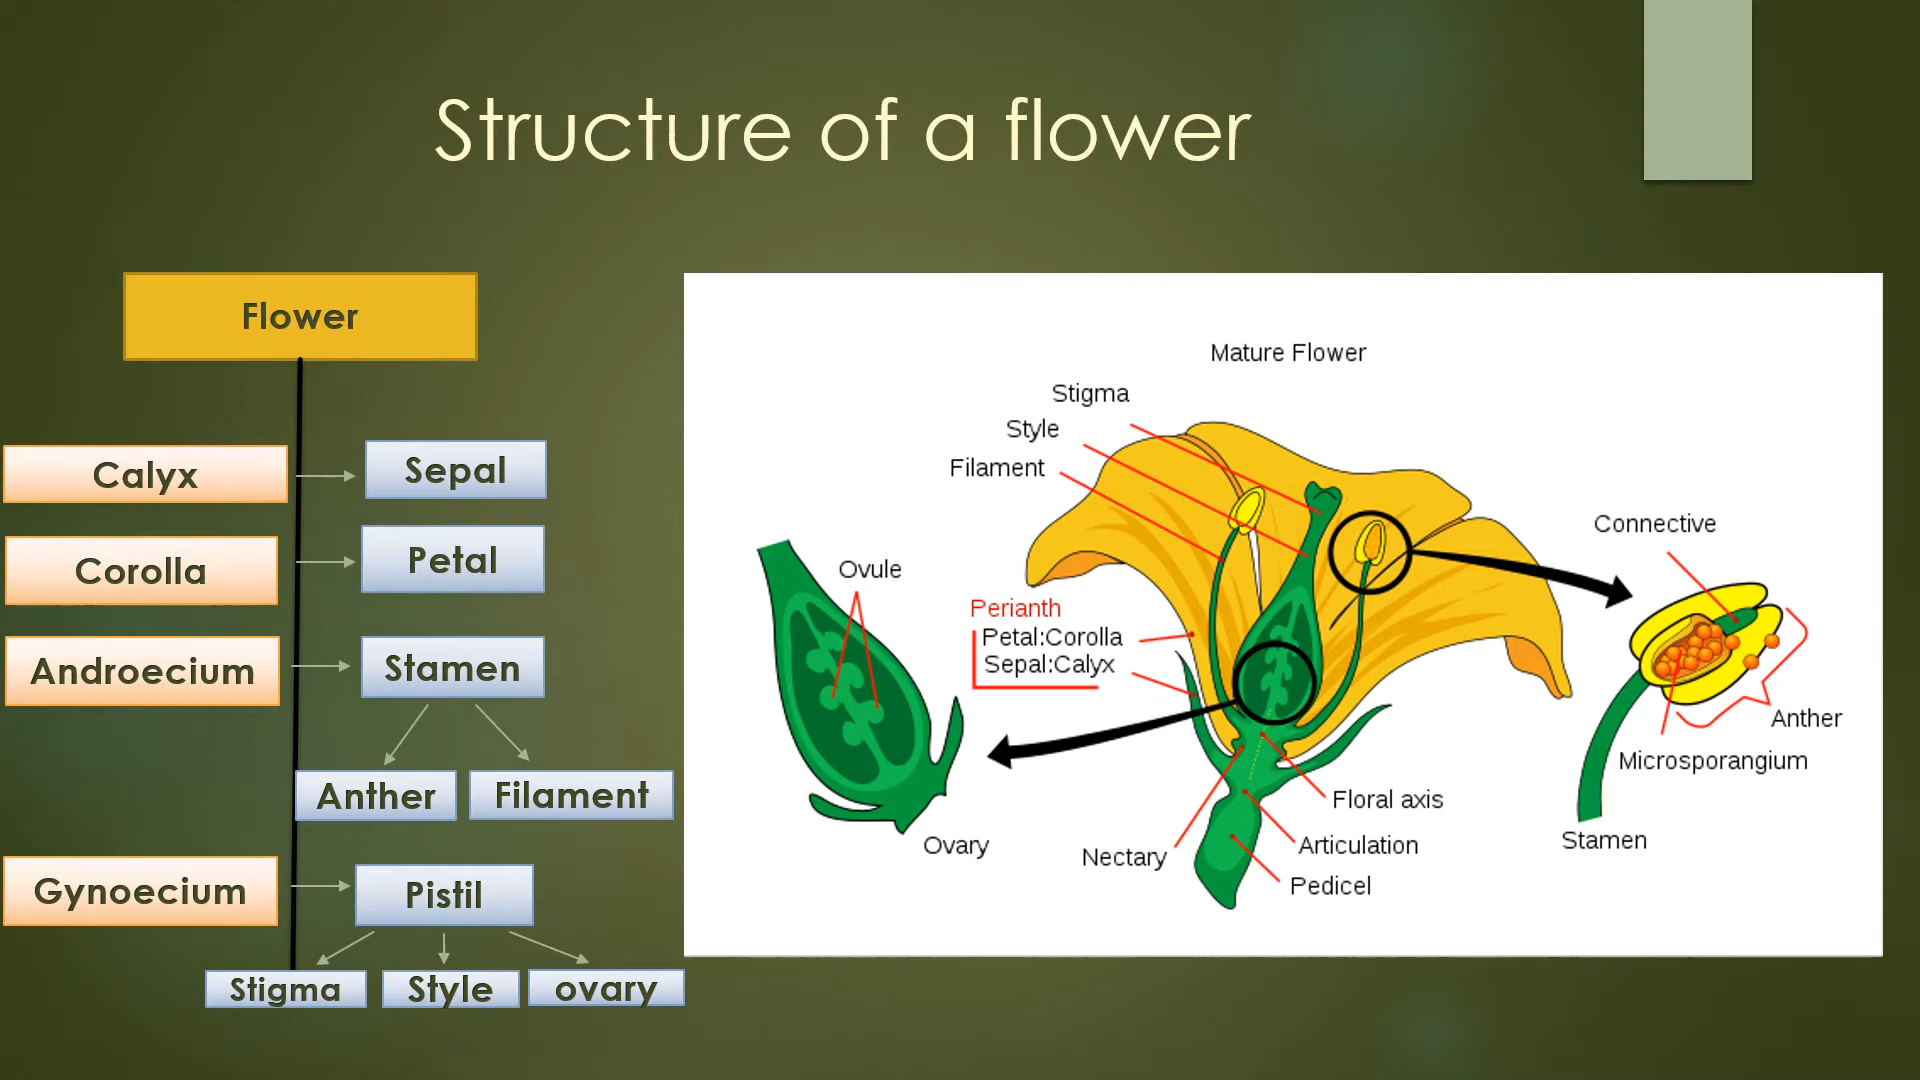 Structure of a flower
Flower
Calyx
Sepal
Corolla
Petal
Androecium
Stamen
Anther
Filament
Gynoecium
Pistil
Stigma
Style
ovary
Mature Flower
Stigma
Style
Filament
Connective
Ovule
Perianth
Petal:Corolla
Sepal:Calyx
Anther
Microsporangium
Floral axis
Stamen
Ovary
Nectary
Articulation
Pedicel